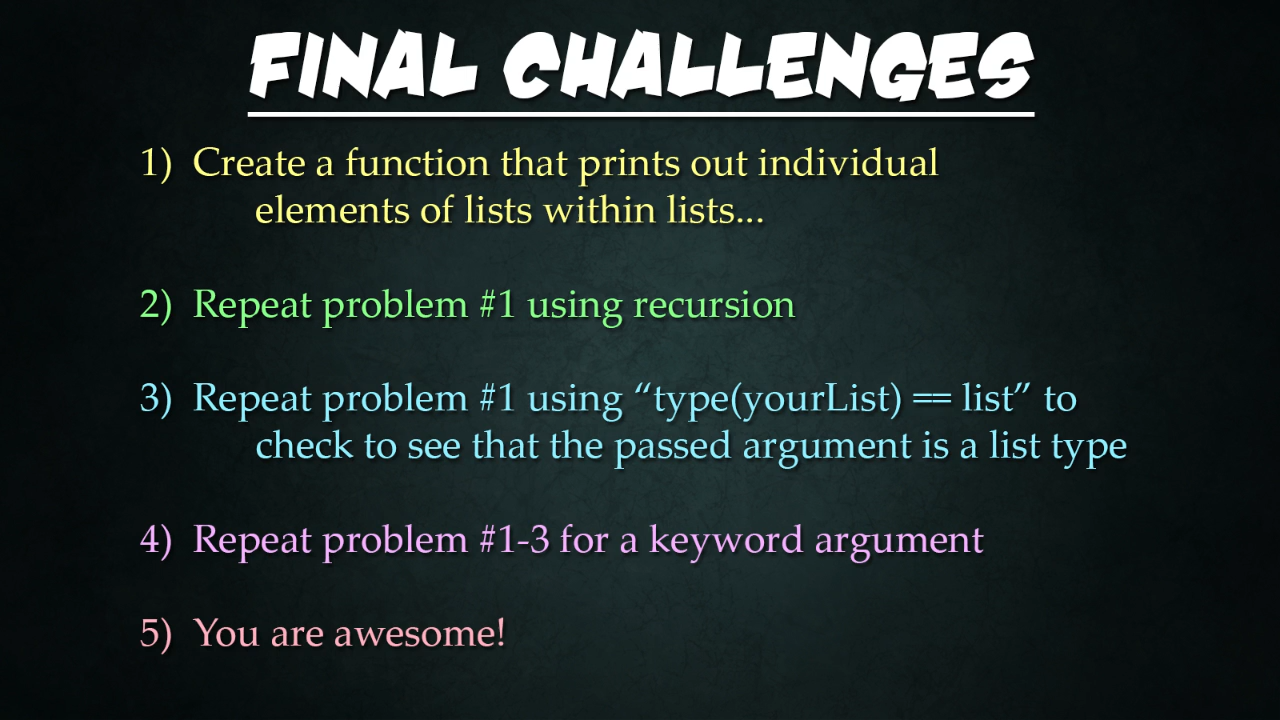 FINAL CHALLENGES
1) Create a function that prints out individual
elements of lists within lists...
2) Repeat problem #1 using recursion
3) Repeat problem #1 using “type(yourList) == list” to
check to see that the passed argument is a list type
4) Repeat problem #1-3 for a keyword argument
5) You are awesome!